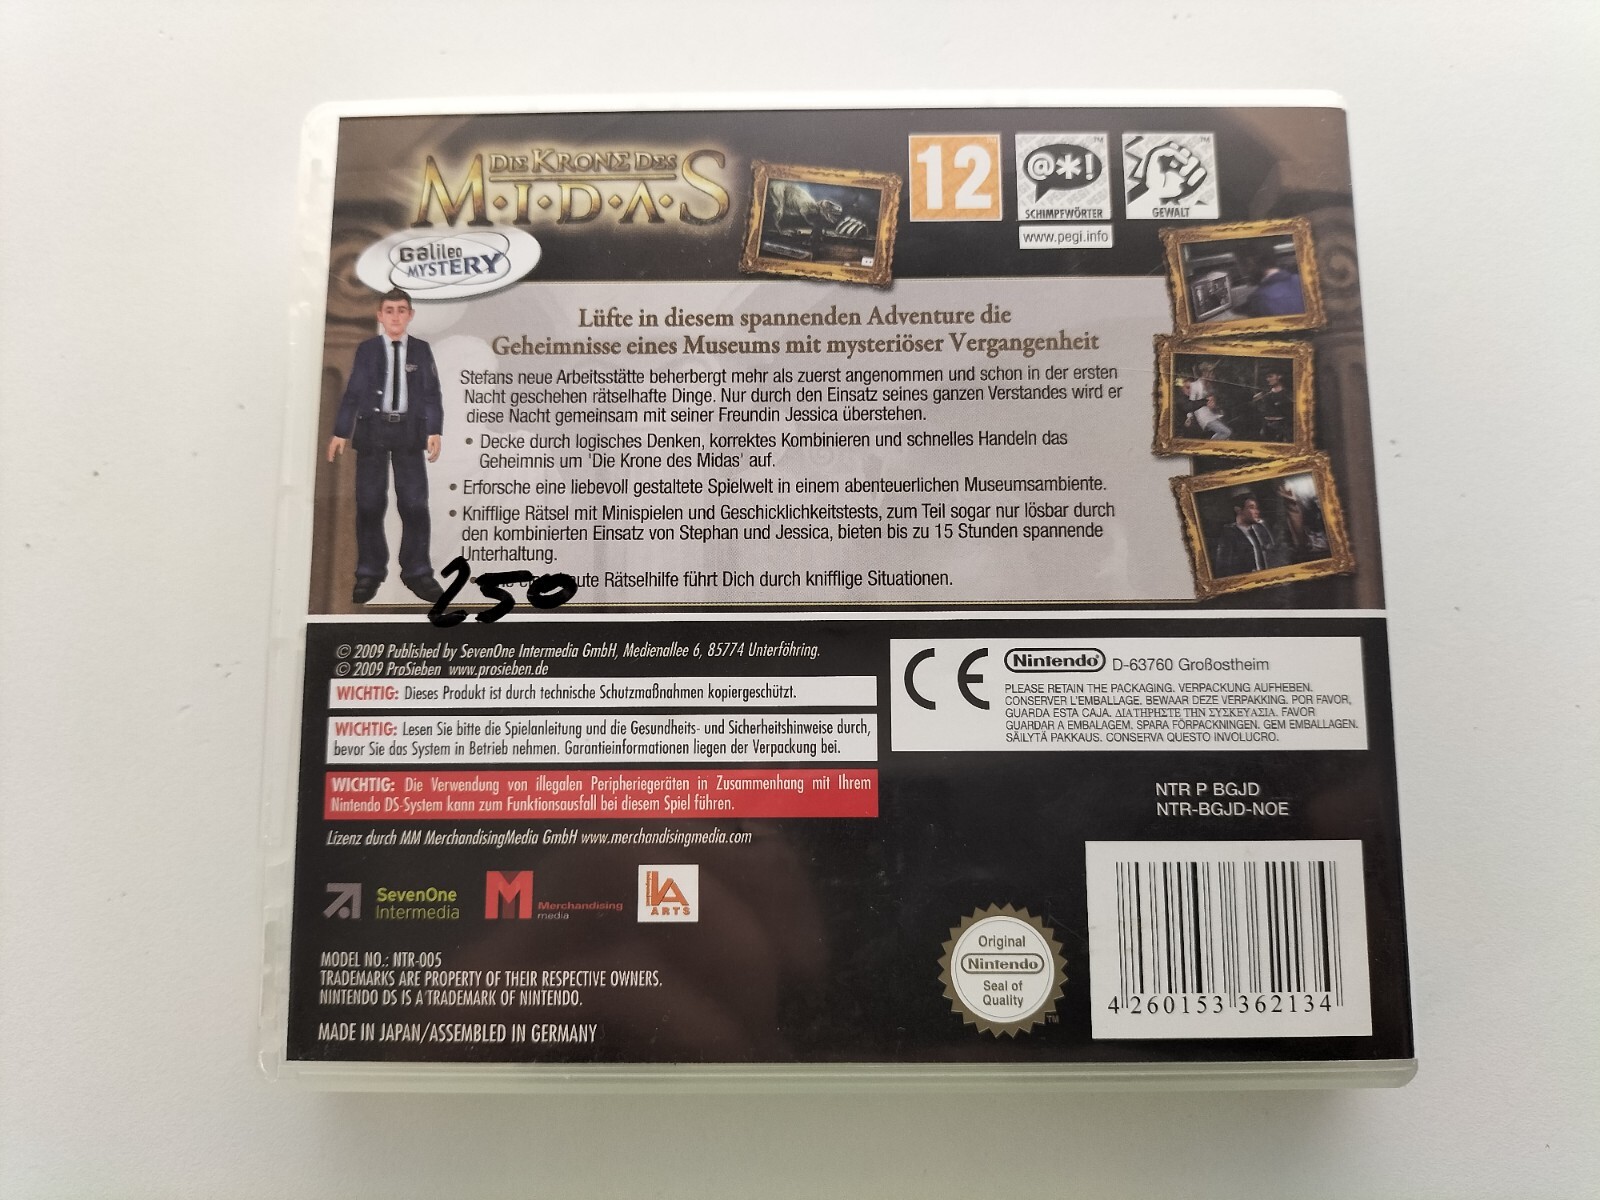 DIE KRONE DES
M·I·D·A·S
Galileo
MYSTERY
12
@*!
SCHIMPFWÖRTER
GEWALT
www.pegi.info
Lüfte in diesem spannenden Adventure die
Geheimnisse eines Museums mit mysteriöser Vergangenheit
Stefans neue Arbeitsstätte beherbergt mehr als zuerst angenommen und schon in der ersten
Nacht geschehen rätselhafte Dinge. Nur durch den Einsatz seines ganzen Verstandes wird er
diese Nacht gemeinsam mit seiner Freundin Jessica überstehen.
• Decke durch logisches Denken, korrektes Kombinieren und schnelles Handeln das
Geheimnis um 'Die Krone des Midas' auf.
• Erforsche eine liebevoll gestaltete Spielwelt in einem abenteuerlichen Museumsambiente.
• Knifflige Rätsel mit Minispielen und Geschicklichkeitstests, zum Teil sogar nur lösbar durch
den kombinierten Einsatz von Stephan und Jessica, bieten bis zu 15 Stunden spannende
Unterhaltung.
Rätselhilfe führt Dich durch knifflige Situationen.
250
© 2009 Published by SevenOne Intermedia GmbH, Medienallee 6, 85774 Unterföhring.
© 2009 ProSieben www.prosieben.de
WICHTIG: Dieses Produkt ist durch technische Schutzmaßnahmen kopiergeschützt.
WICHTIG: Lesen Sie bitte die Spielanleitung und die Gesundheits- und Sicherheitshinweise durch,
bevor Sie das System in Betrieb nehmen. Garantieinformationen liegen der Verpackung bei.
WICHTIG: Die Verwendung von illegalen Peripheriegeräten in Zusammenhang mit Ihrem
Nintendo DS-System kann zum Funktionsausfall bei diesem Spiel führen.
Lizenz durch MM MerchandisingMedia GmbH www.merchandisingmedia.com
SevenOne
Intermedia
M Merchandising
media
IA
ARTS
MODEL NO.: NTR-005
TRADEMARKS ARE PROPERTY OF THEIR RESPECTIVE OWNERS.
NINTENDO DS IS A TRADEMARK OF NINTENDO.
MADE IN JAPAN/ASSEMBLED IN GERMANY
CE
Nintendo® D-63760 Großostheim
PLEASE RETAIN THE PACKAGING. VERPACKUNG AUFHEBEN.
CONSERVER L'EMBALLAGE. BEWAAR DEZE VERPAKKING. POR FAVOR,
GUARDA ESTA CAJA. ΔΙΑΤΗΡΗΣΤΕ ΤΗΝ ΣΥΣΚΕΥΑΣΙΑ. FAVOR
GUARDAR A EMBALAGEM. SPARA FÖRPACKNINGEN. GEM EMBALLAGEN.
SÄILYTÄ PAKKAUS. CONSERVA QUESTO INVOLUCRO.
NTR P BGJD
NTR-BGJD-NOE
Original
Nintendo
Seal of
Quality
TM
4 260153 362134